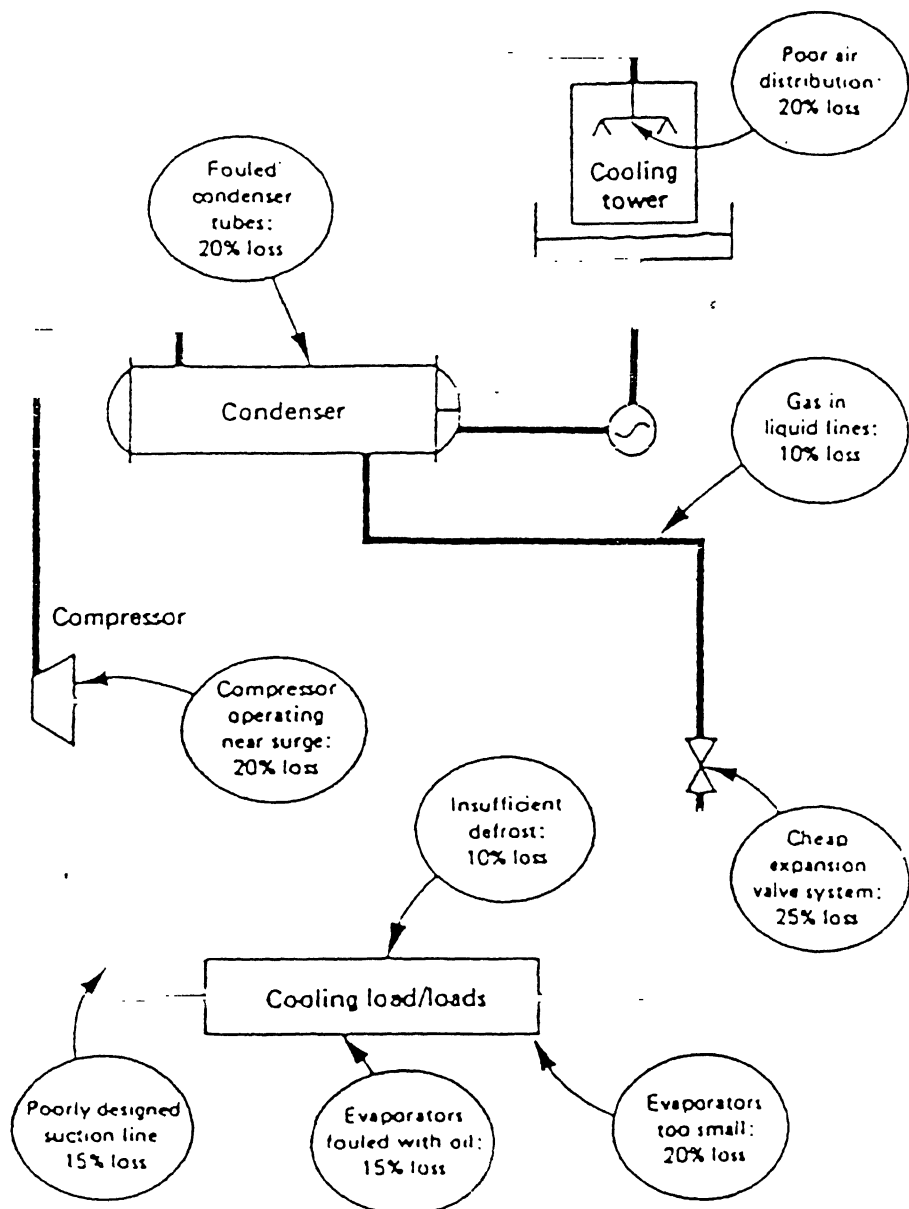 Poor air
distribution:
20% loss
Cooling
tower
Fouled
condenser
tubes:
20% loss
Condenser
Gas in
liquid lines:
10% loss
Compressor
Compressor
operating
near surge:
20% loss
Insufficient
defrost:
10% loss
Cheap
expansion
valve system:
25% loss
Cooling load/loads
Poorly designed
suction line
15% loss
Evaporators
fouled with oil:
15% loss
Evaporators
too small:
20% loss